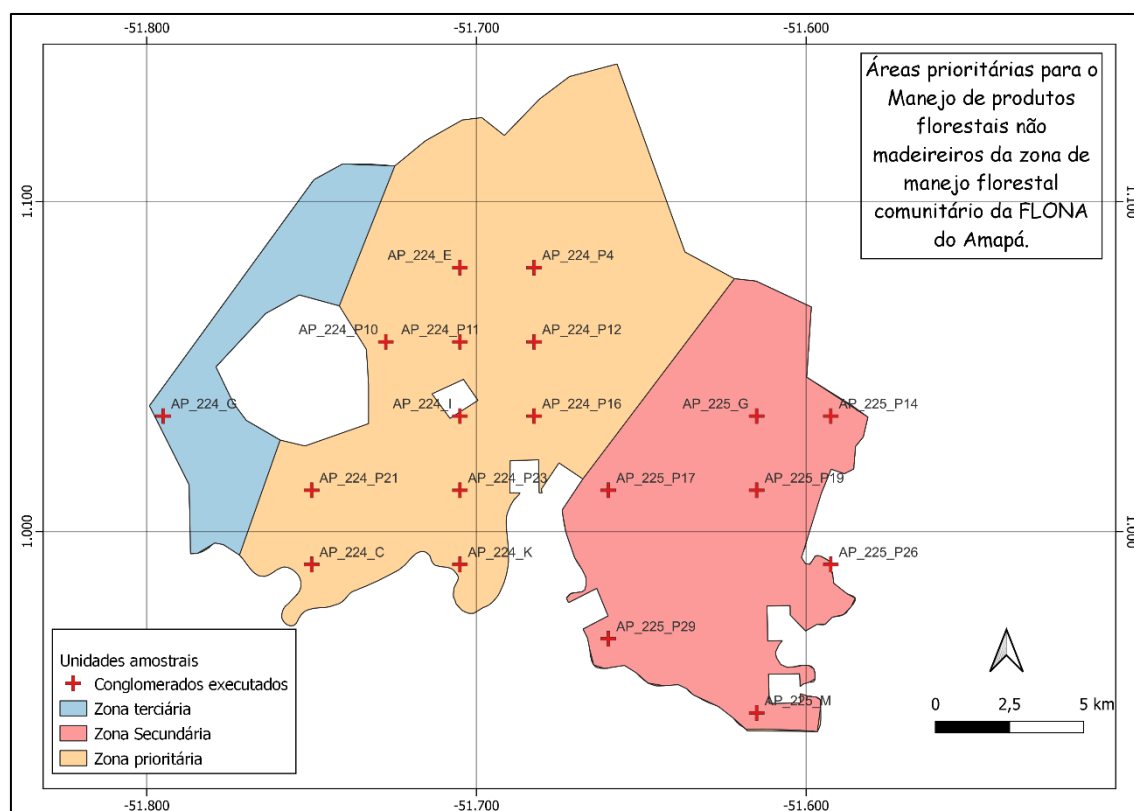 -51.800 -51.700 -51.600
Áreas prioritárias para o
Manejo de produtos
florestais não
madeireiros da zona de
manejo florestal
comunitário da FLONA
do Amapá.
1.100 1.100
AP_224_E AP_224_P4
AP_224_P10 AP_224_P11 AP_224_P12
AP_224_G AP_224_I AP_224_P16 AP_225_G AP_225_P14
AP_224_P21 AP_224_P23 AP_225_P17 AP_225_P19
1.000 1.000
AP_224_C AP_224_K AP_225_P26
AP_225_P29
AP_225_M
Unidades amostrais
Conglomerados executados
Zona terciária
Zona Secundária
Zona prioritária
0 2,5 5 km
-51.800 -51.700 -51.600